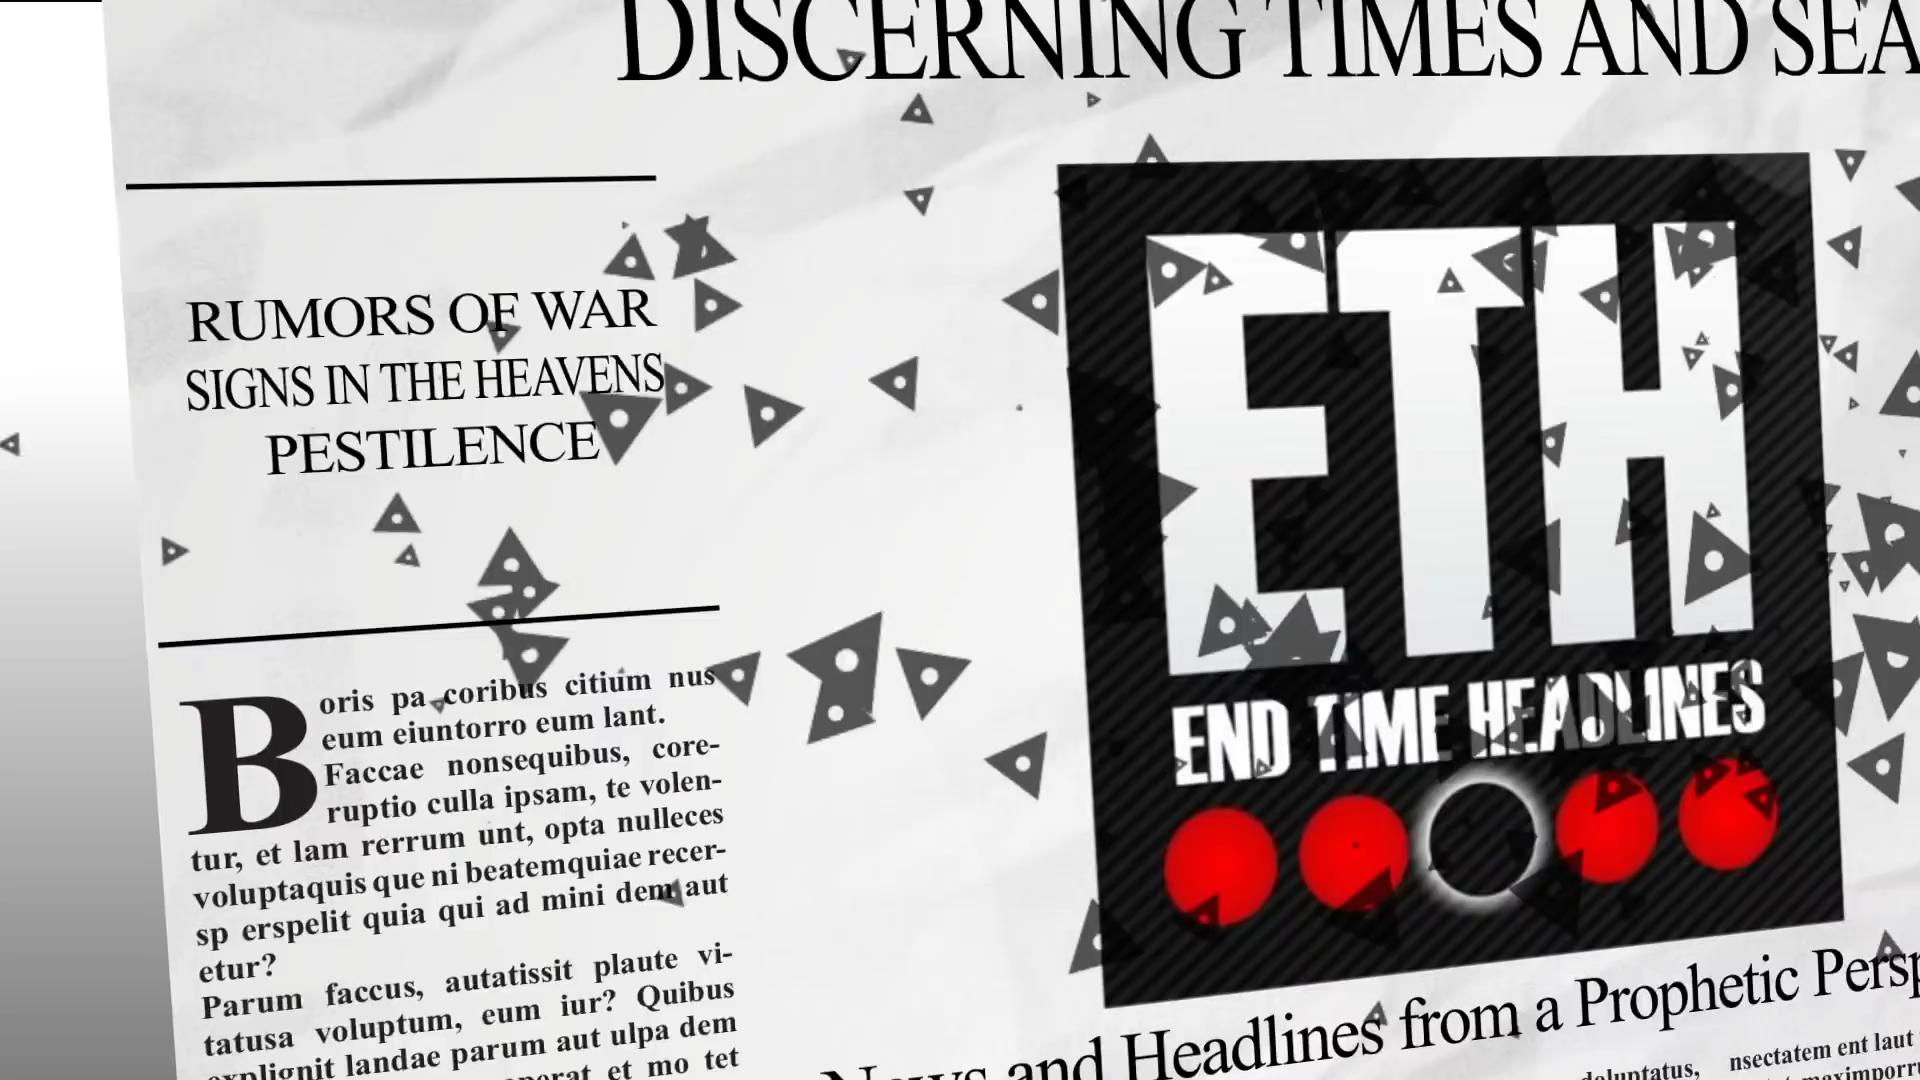 DISCERNING TIMES AND SEA
RUMORS OF WAR
SIGNS IN THE HEAVENS
PESTILENCE
ETH
END TIME HEADLINES
Boris pa coribus citium nus
eum eiuntorro eum lant.
Faccae nonsequibus, core-
ruptio culla ipsam, te volen-
tur, et lam rerrum unt, opta nulleces
voluptaquis que ni beatemquiae recer-
sp erspelit quia qui ad mini dem aut
etur?
Parum faccus, autatissit plaute vi-
tatusa voluptum, eum iur? Quibus
explignit landae parum aut ulpa dem
et mo tet
News and Headlines from a Prophetic Persp
nsectatem ent laut